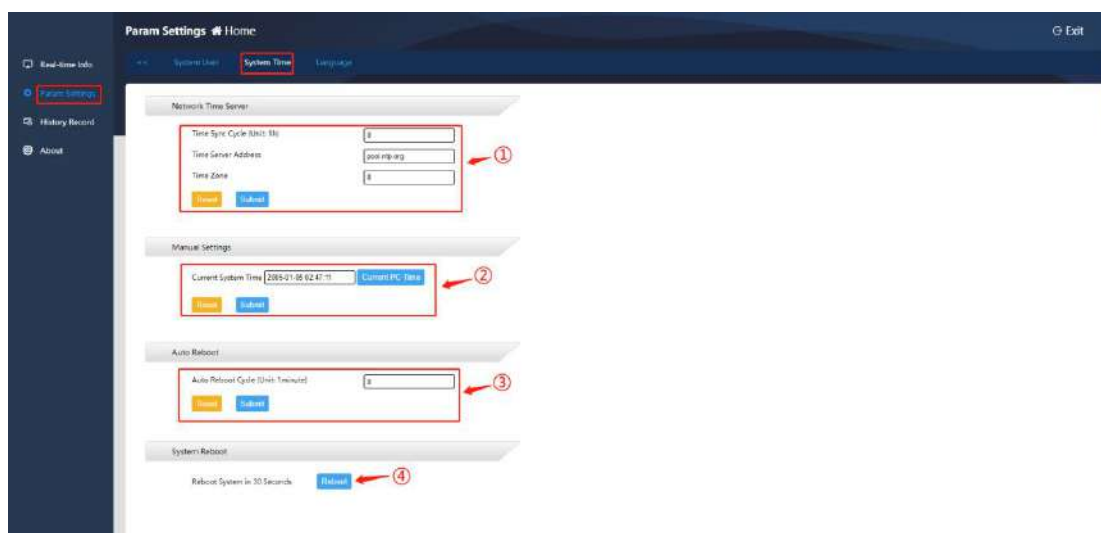 Param Settings Home
Exit
Real-time Info
Param Settings
History Record
About
<<
System User
System Time
Language
Network Time Server
Time Sync Cycle (Unit: 1h)
Time Server Address
pool.ntp.org
Time Zone
8
①
Reset Submit
Manual Settings
Current System Time
Current PC Time
②
Reset Submit
Auto Reboot
Auto Reboot Cycle (Unit: 1minute)
③
Reset Submit
System Reboot
Reboot System in 30 Seconds Reboot
④